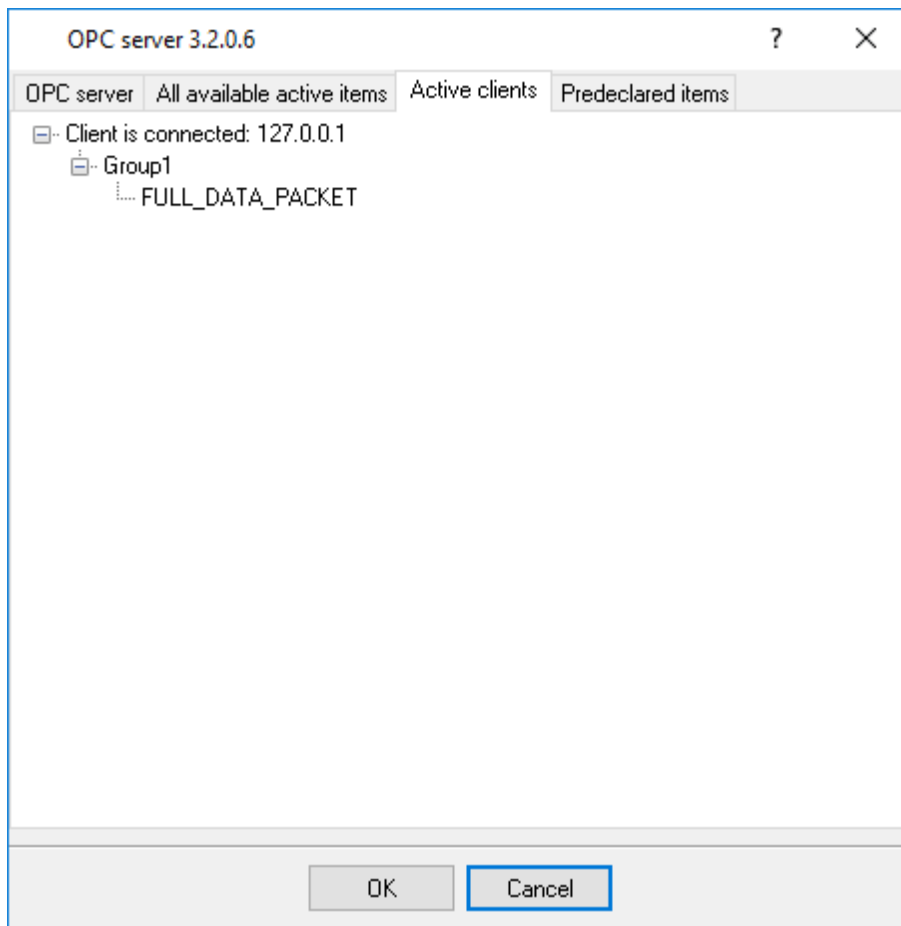 OPC server 3.2.0.6 ?
OPC server All available active items Active clients Predeclared items
Client is connected: 127.0.0.1
Group1
FULL_DATA_PACKET
OK Cancel